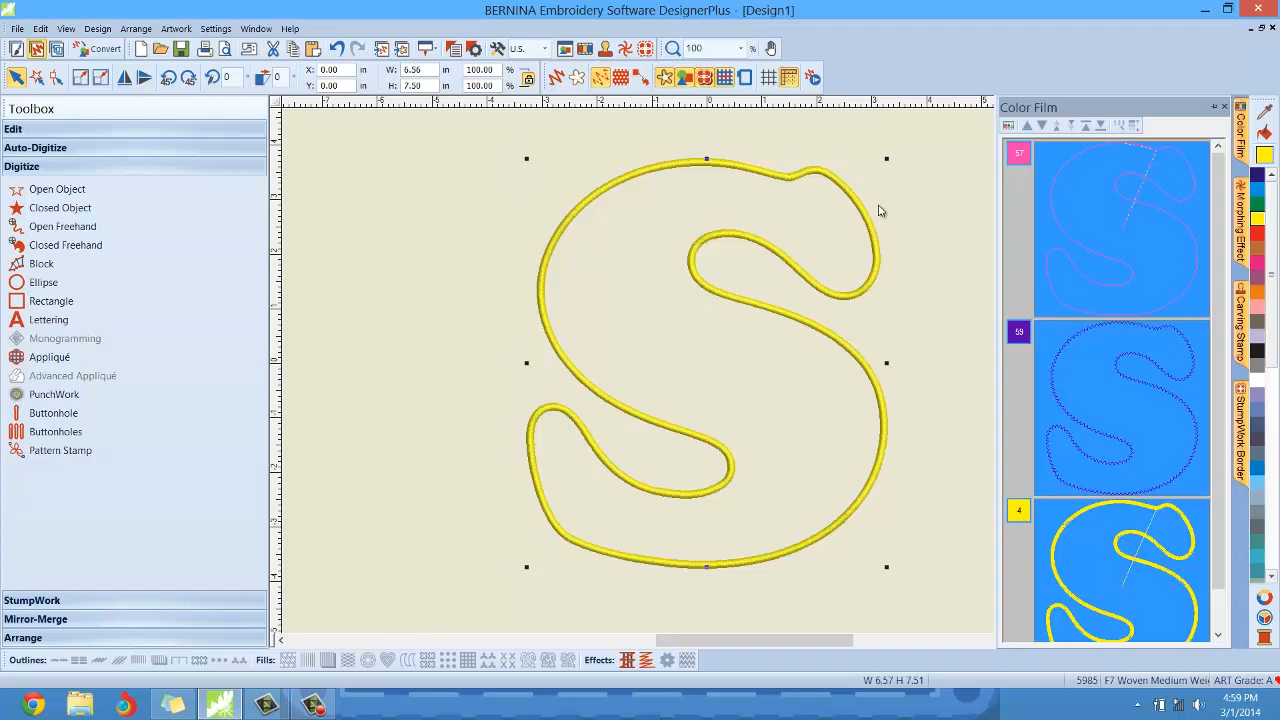 BERNINA Embroidery Software DesignerPlus - [Design1]
File Edit View Design Arrange Artwork Settings Window Help
Convert U.S. 100 %
0 0 X: 0.00 in W: 6.56 in 100.00 %
Y: 0.00 in H: 7.50 in 100.00 %
Toolbox
Edit
Auto-Digitize
Digitize
Open Object
Closed Object
Open Freehand
Closed Freehand
Block
Ellipse
Rectangle
Lettering
Monogramming
Appliqué
Advanced Appliqué
PunchWork
Buttonhole
Buttonholes
Pattern Stamp
StumpWork
Mirror-Merge
Arrange
S
Color Film
57
59
4
Color Film
Morphing Effect
Carving Stamp
StumpWork Border
Outlines: Fills: Effects:
W 6.57 H 7.51 5985 F7 Woven Medium Wei ART Grade: A
4:59 PM
3/1/2014